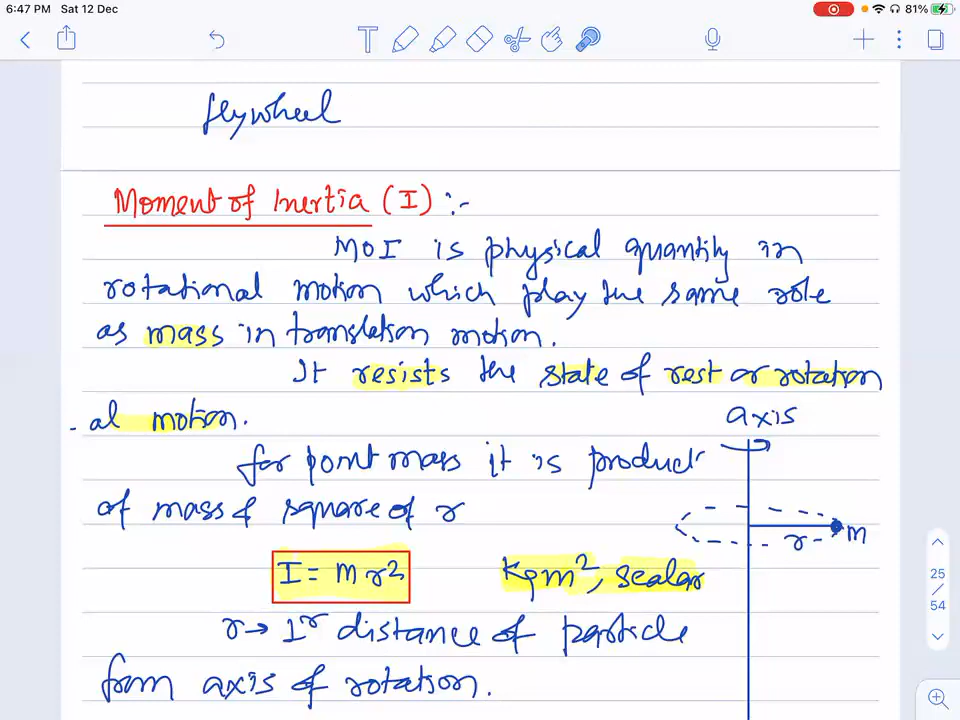 6:47 PM Sat 12 Dec
81%
flywheel
Moment of Inertia (I) :-
MOI is physical quantity in
rotational motion which play the same role
as mass in translation motion.
It resists the state of rest or rotation
-al motion.
axis
for point mass it is product
of mass & square of r
r m
I = mr²
Kgm², scalar
r → ⊥r distance of particle
from axis of rotation.
25
/
54